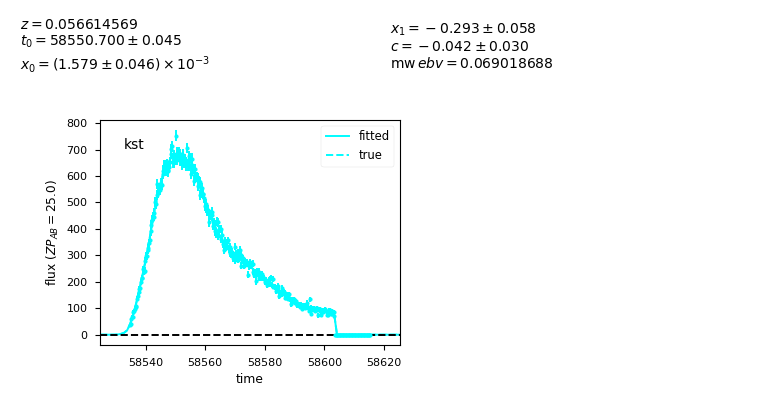 z = 0.056614569
t₀ = 58550.700 ± 0.045
x₀ = (1.579 ± 0.046) × 10⁻³
x₁ = −0.293 ± 0.058
c = −0.042 ± 0.030
mw ebv = 0.069018688
kst
fitted
true
800
700
600
500
400
300
200
100
0
flux (ZP_AB = 25.0)
58540 58560 58580 58600 58620
time